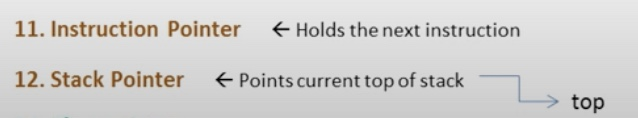 11. Instruction Pointer ← Holds the next instruction
12. Stack Pointer ← Points current top of stack
top